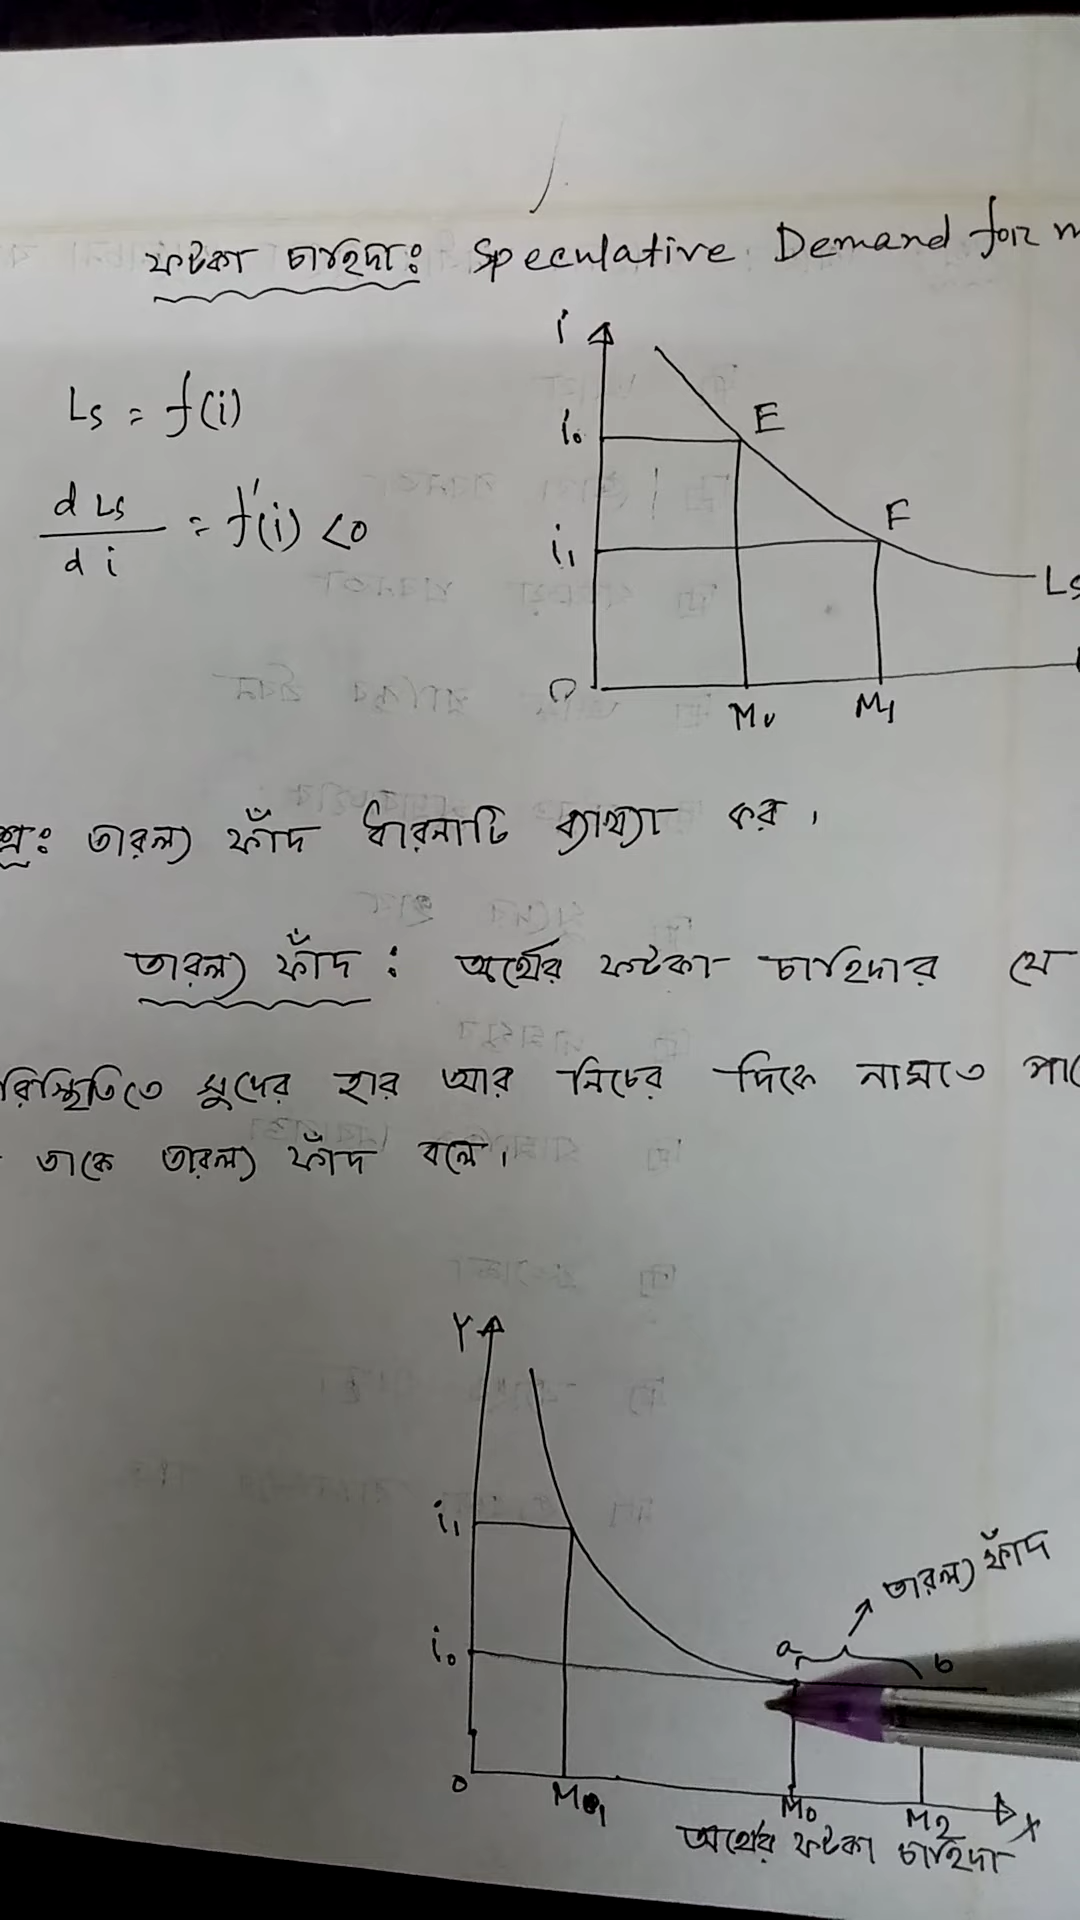 ফটকা চাহিদা: Speculative Demand for
i
i₀
E
Ls = f(i)
i₁
F
dLs/di = f'(i) <0
Ls
O
M₀
M₁
তারল্য ফাঁদ ধারনাটি ব্যাখ্যা কর।
তারল্য ফাঁদ: অর্থের ফটকা চাহিদার যে
সুদের হার আর নিচের দিকে নামতে
তাকে তারল্য ফাঁদ বলে।
Y
i₁
তারল্য ফাঁদ
i₀
a
b
O
M₁
M₀
M₂
X
অর্থের ফটকা চাহিদা